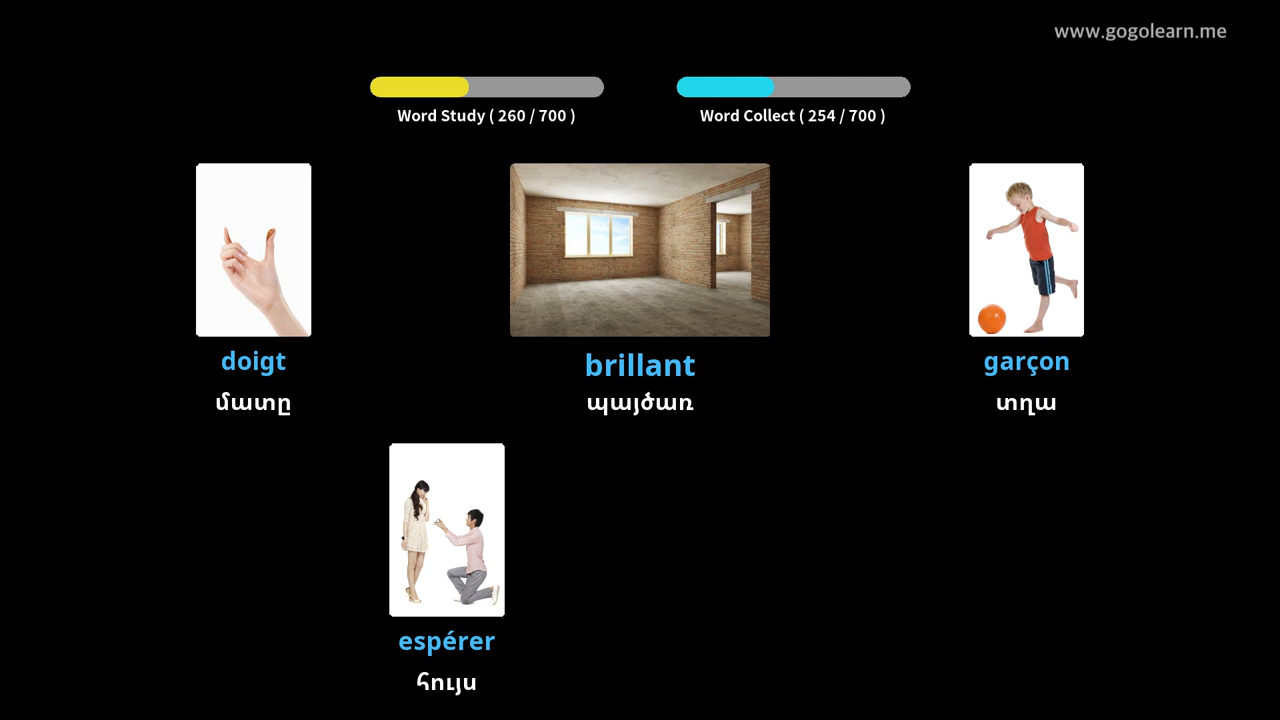 www.gogolearn.me
Word Study ( 260 / 700 )
Word Collect ( 254 / 700 )
doigt
մատը
brillant
պայծառ
garçon
տղա
espérer
հույս